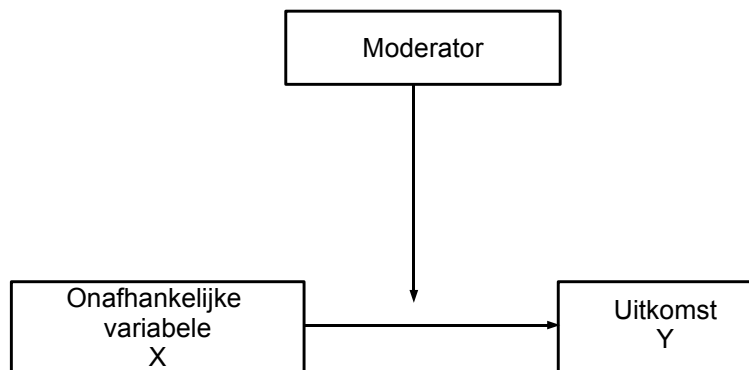 Moderator
Onafhankelijke
variabele
X
Uitkomst
Y